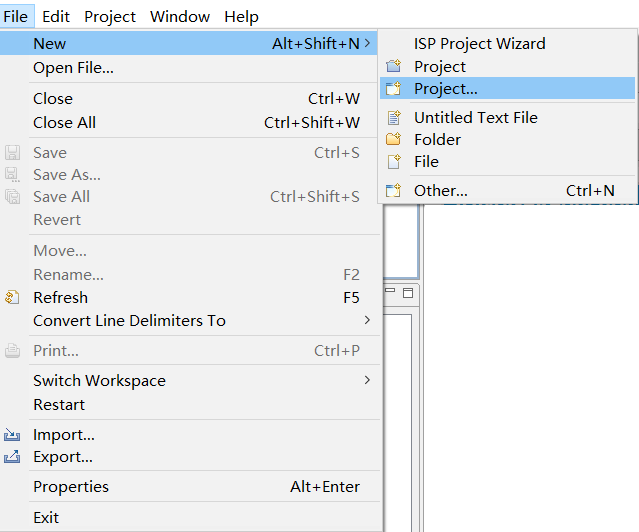 File Edit Project Window Help
New Alt+Shift+N
Open File...
Close Ctrl+W
Close All Ctrl+Shift+W
Save Ctrl+S
Save As...
Save All Ctrl+Shift+S
Revert
Move...
Rename... F2
Refresh F5
Convert Line Delimiters To
Print... Ctrl+P
Switch Workspace
Restart
Import...
Export...
Properties Alt+Enter
Exit
ISP Project Wizard
Project
Project...
Untitled Text File
Folder
File
Other... Ctrl+N